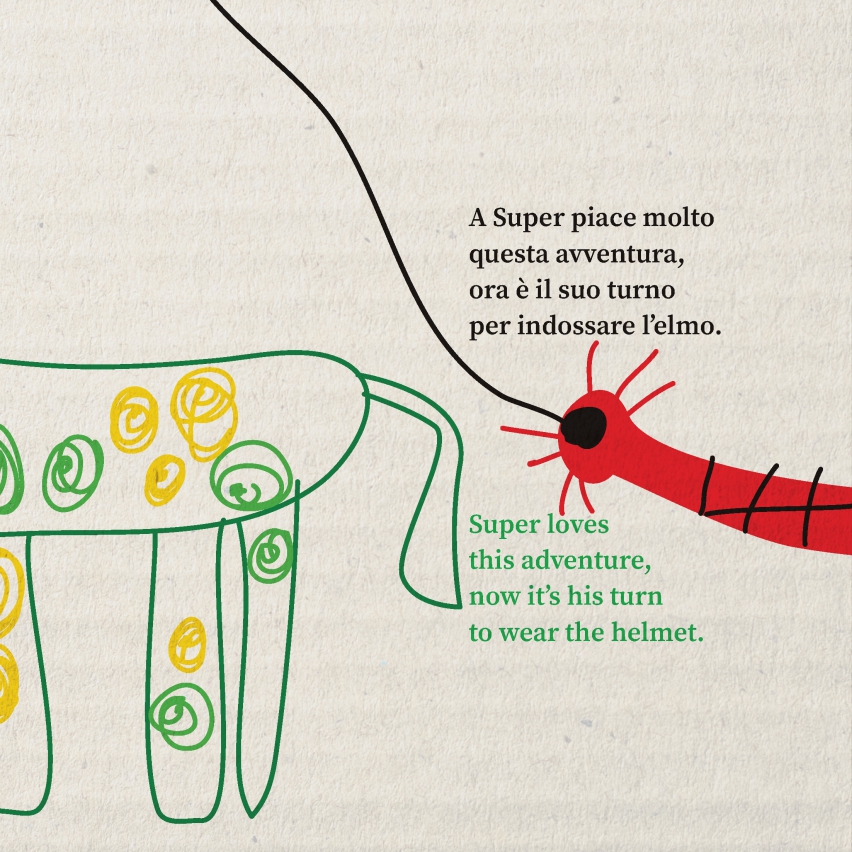 A Super piace molto
questa avventura,
ora è il suo turno
per indossare l’elmo.
Super loves
this adventure,
now it’s his turn
to wear the helmet.